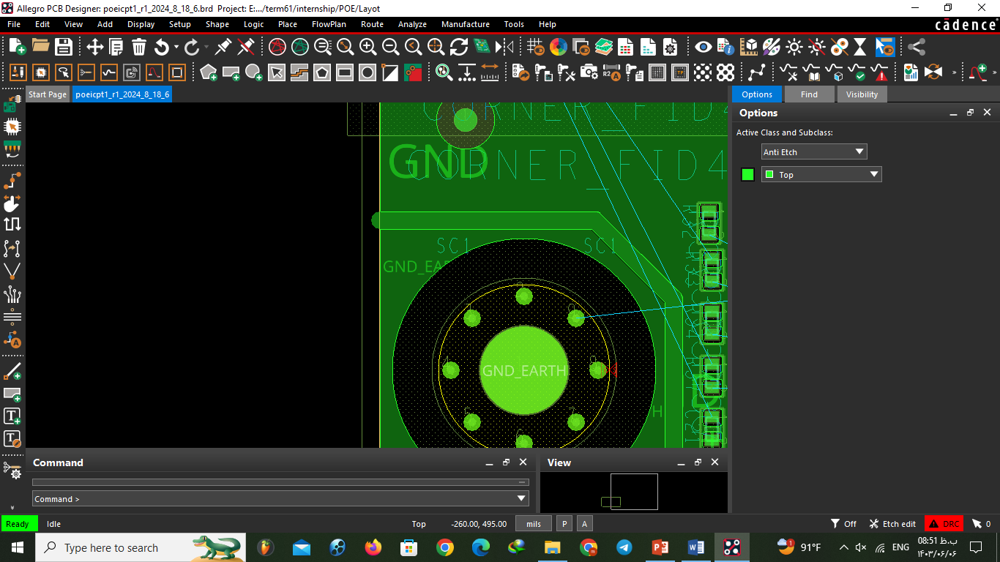 Allegro PCB Designer: poeicpt1_r1_2024_8_18_6.brd Project: E:.../term61/internship/POE/Layot
File Edit View Add Display Setup Shape Logic Place FlowPlan Route Analyze Manufacture Tools Help
cādence
Start Page poeicpt1_r1_2024_8_18_6
Options Find Visibility
Options
Active Class and Subclass:
Anti Etch
Top
GND
CORNER_FID4
SC1 SC1
GND_EA
GND_EARTH
H
Command
View
Command >
Ready Idle Top -260.00, 495.00 mils P A Off Etch edit DRC 0
Type here to search
91°F ENG
08:51 ب.ظ
۱۴۰۳/۰۶/۰۶